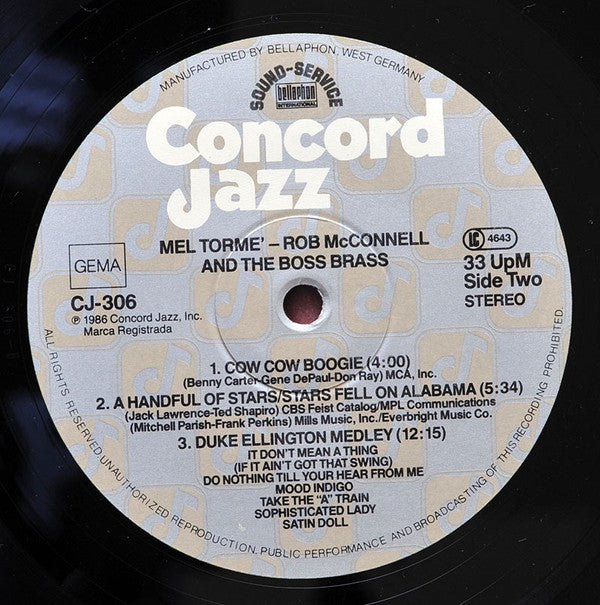 MANUFACTURED BY BELLAPHON, WEST GERMANY
SOUND-SERVICE
bellaphon
INTERNATIONAL
Concord
Jazz
MEL TORME' – ROB McCONNELL
AND THE BOSS BRASS
GEMA
LC 4643
CJ-306
℗ 1986 Concord Jazz, Inc.
Marca Registrada
33 UpM
Side Two
STEREO
1. COW COW BOOGIE (4:00)
(Benny Carter-Gene DePaul-Don Ray) MCA, Inc.
2. A HANDFUL OF STARS/STARS FELL ON ALABAMA (5:34)
(Jack Lawrence-Ted Shapiro) CBS Feist Catalog/MPL Communications
(Mitchell Parish-Frank Perkins) Mills Music, Inc./Everbright Music Co.
3. DUKE ELLINGTON MEDLEY (12:15)
IT DON'T MEAN A THING
(IF IT AIN'T GOT THAT SWING)
DO NOTHING TILL YOUR HEAR FROM ME
MOOD INDIGO
TAKE THE "A" TRAIN
SOPHISTICATED LADY
SATIN DOLL
ALL RIGHTS RESERVED. UNAUTHORIZED REPRODUCTION, PUBLIC PERFORMANCE AND BROADCASTING OF THIS RECORDING PROHIBITED.